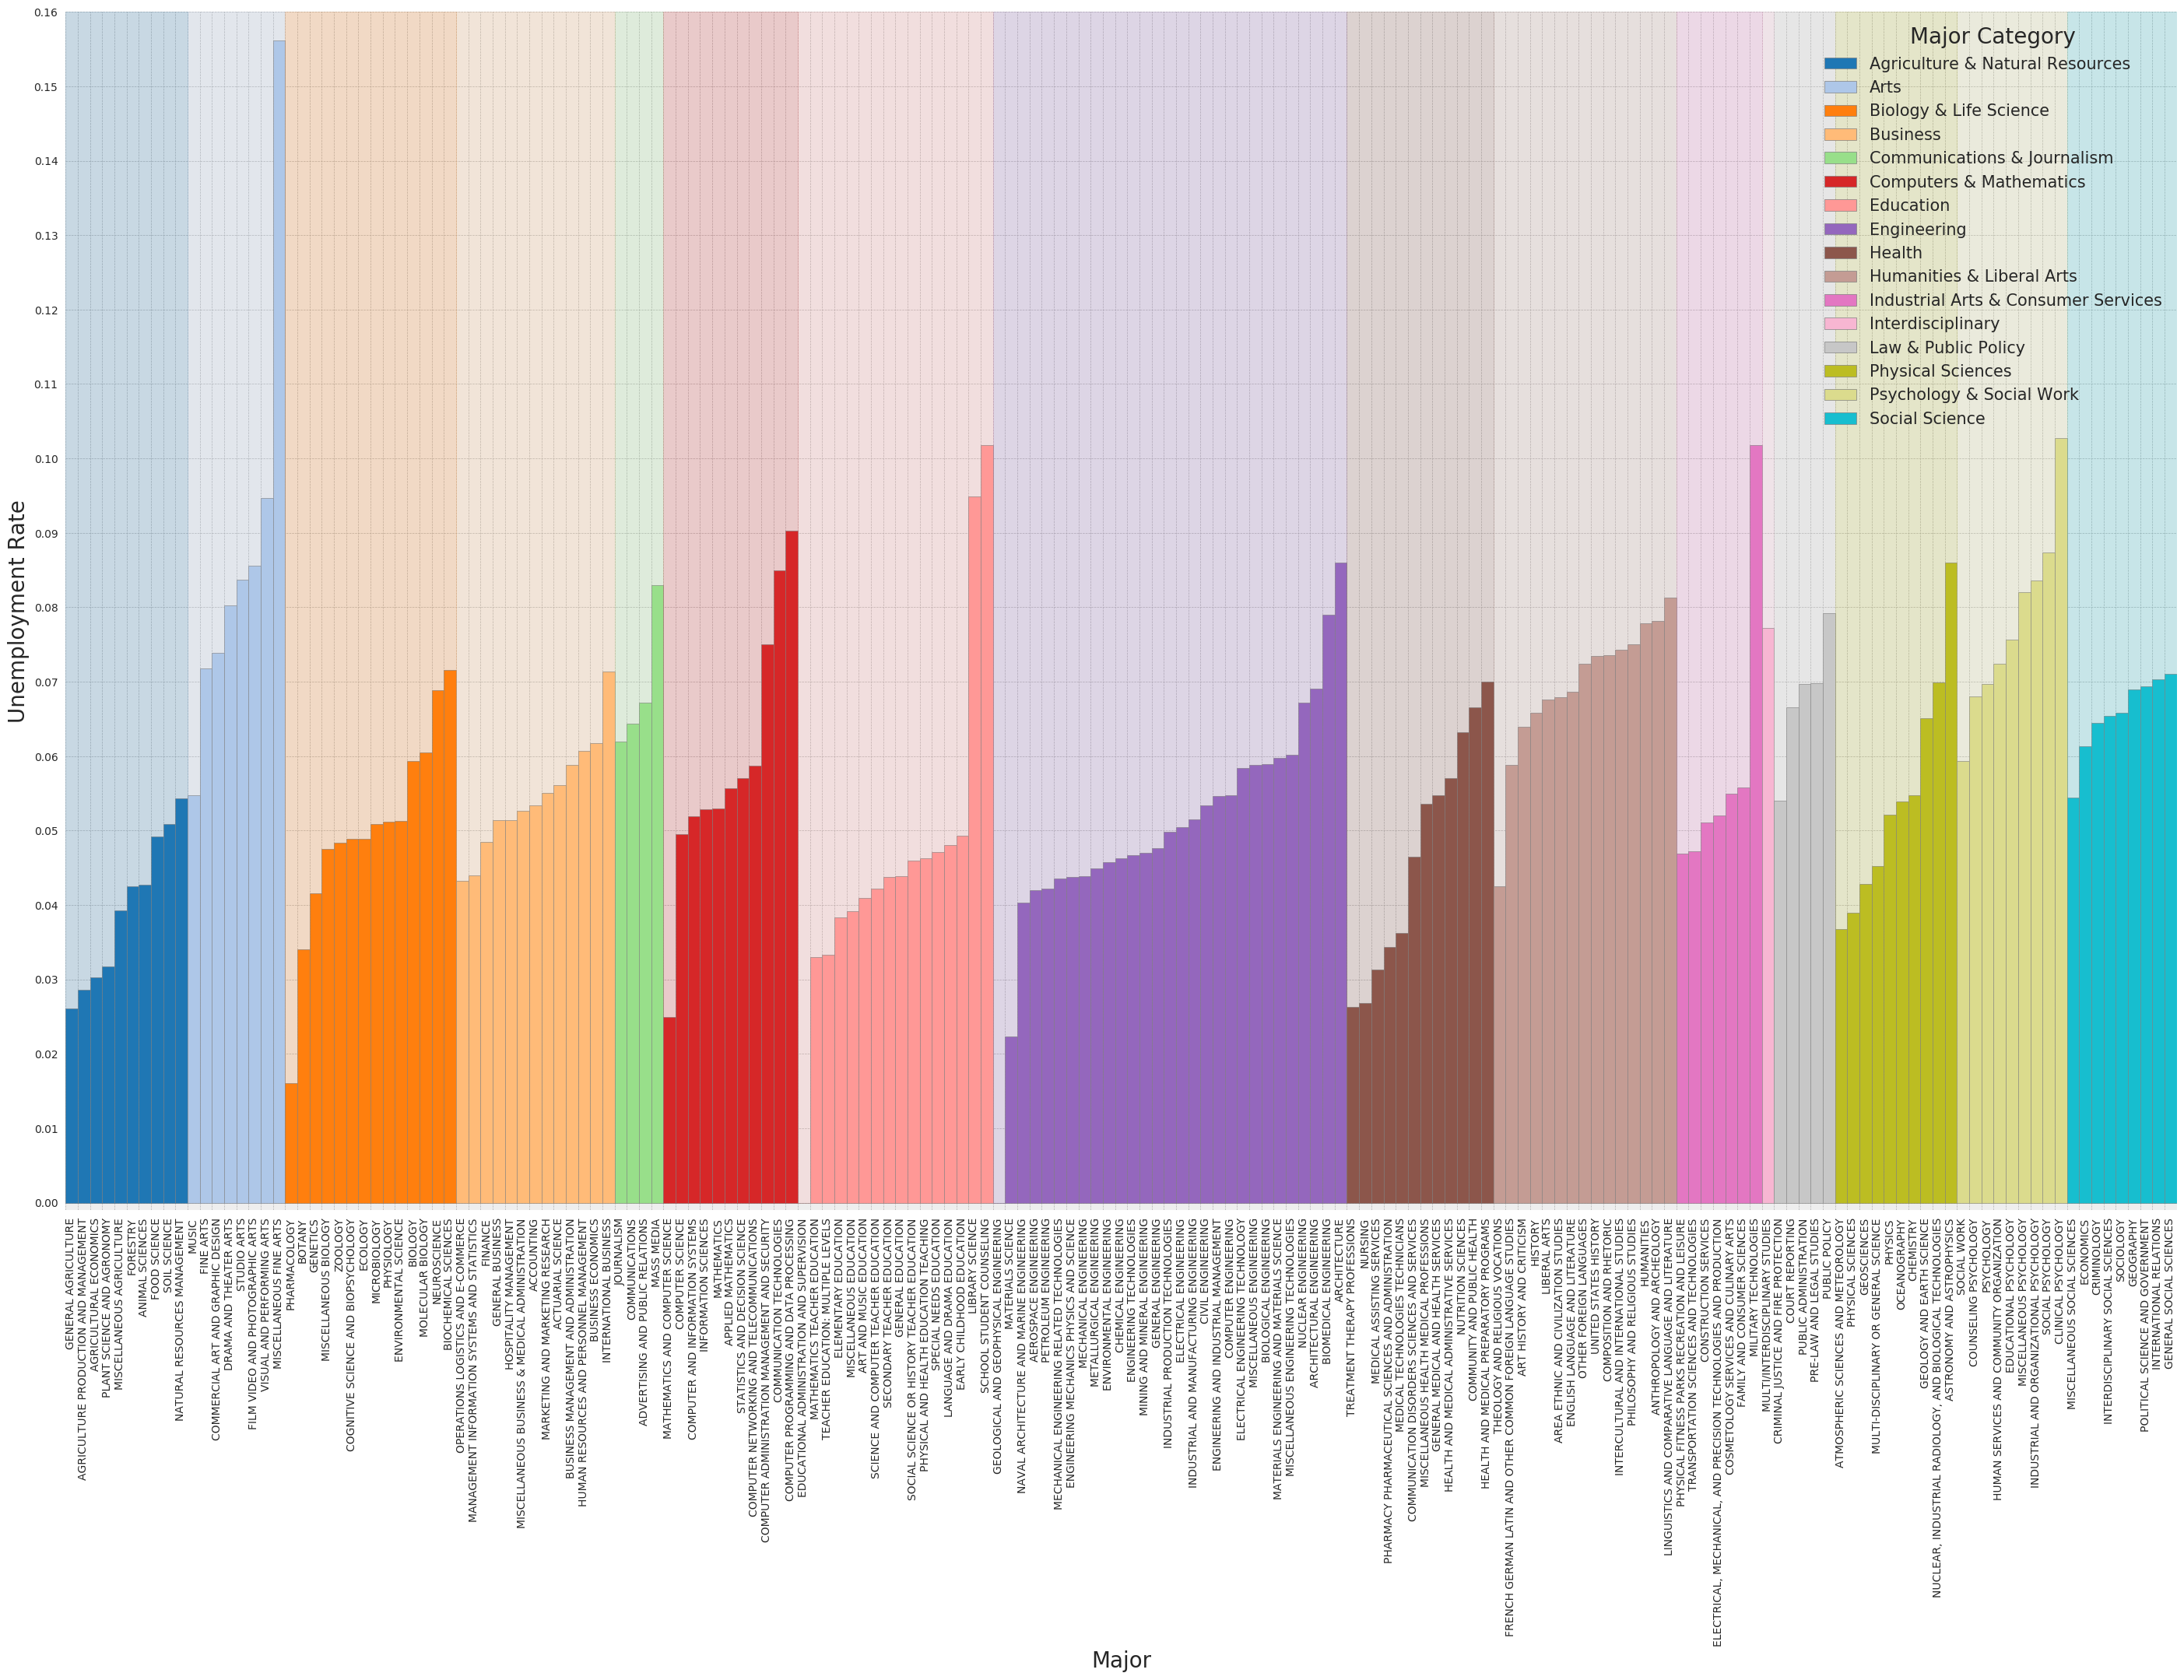 0.16
0.15
0.14
0.13
0.12
0.11
0.10
0.09
0.08
0.07
0.06
0.05
0.04
0.03
0.02
0.01
0.00
Unemployment Rate
Major Category
Agriculture & Natural Resources
Arts
Biology & Life Science
Business
Communications & Journalism
Computers & Mathematics
Education
Engineering
Health
Humanities & Liberal Arts
Industrial Arts & Consumer Services
Interdisciplinary
Law & Public Policy
Physical Sciences
Psychology & Social Work
Social Science
GENERAL AGRICULTURE
AGRICULTURE PRODUCTION AND MANAGEMENT
AGRICULTURAL ECONOMICS
PLANT SCIENCE AND AGRONOMY
MISCELLANEOUS AGRICULTURE
FORESTRY
ANIMAL SCIENCES
FOOD SCIENCE
SOIL SCIENCE
NATURAL RESOURCES MANAGEMENT
MUSIC
FINE ARTS
COMMERCIAL ART AND GRAPHIC DESIGN
DRAMA AND THEATER ARTS
STUDIO ARTS
FILM VIDEO AND PHOTOGRAPHIC ARTS
VISUAL AND PERFORMING ARTS
MISCELLANEOUS FINE ARTS
PHARMACOLOGY
BOTANY
GENETICS
MISCELLANEOUS BIOLOGY
ZOOLOGY
COGNITIVE SCIENCE AND BIOPSYCHOLOGY
ECOLOGY
MICROBIOLOGY
PHYSIOLOGY
ENVIRONMENTAL SCIENCE
BIOLOGY
MOLECULAR BIOLOGY
NEUROSCIENCE
BIOCHEMICAL SCIENCES
OPERATIONS LOGISTICS AND E-COMMERCE
MANAGEMENT INFORMATION SYSTEMS AND STATISTICS
FINANCE
GENERAL BUSINESS
HOSPITALITY MANAGEMENT
MISCELLANEOUS BUSINESS & MEDICAL ADMINISTRATION
ACCOUNTING
MARKETING AND MARKETING RESEARCH
ACTUARIAL SCIENCE
BUSINESS MANAGEMENT AND ADMINISTRATION
HUMAN RESOURCES AND PERSONNEL MANAGEMENT
BUSINESS ECONOMICS
INTERNATIONAL BUSINESS
JOURNALISM
COMMUNICATIONS
ADVERTISING AND PUBLIC RELATIONS
MASS MEDIA
MATHEMATICS AND COMPUTER SCIENCE
COMPUTER SCIENCE
COMPUTER AND INFORMATION SYSTEMS
INFORMATION SCIENCES
MATHEMATICS
APPLIED MATHEMATICS
STATISTICS AND DECISION SCIENCE
COMPUTER NETWORKING AND TELECOMMUNICATIONS
COMPUTER ADMINISTRATION MANAGEMENT AND SECURITY
COMMUNICATION TECHNOLOGIES
COMPUTER PROGRAMMING AND DATA PROCESSING
EDUCATIONAL ADMINISTRATION AND SUPERVISION
MATHEMATICS TEACHER EDUCATION
TEACHER EDUCATION: MULTIPLE LEVELS
ELEMENTARY EDUCATION
MISCELLANEOUS EDUCATION
ART AND MUSIC EDUCATION
SCIENCE AND COMPUTER TEACHER EDUCATION
SECONDARY TEACHER EDUCATION
GENERAL EDUCATION
SOCIAL SCIENCE OR HISTORY TEACHER EDUCATION
PHYSICAL AND HEALTH EDUCATION TEACHING
SPECIAL NEEDS EDUCATION
LANGUAGE AND DRAMA EDUCATION
EARLY CHILDHOOD EDUCATION
LIBRARY SCIENCE
SCHOOL STUDENT COUNSELING
GEOLOGICAL AND GEOPHYSICAL ENGINEERING
MATERIALS SCIENCE
NAVAL ARCHITECTURE AND MARINE ENGINEERING
AEROSPACE ENGINEERING
PETROLEUM ENGINEERING
MECHANICAL ENGINEERING RELATED TECHNOLOGIES
ENGINEERING MECHANICS PHYSICS AND SCIENCE
MECHANICAL ENGINEERING
METALLURGICAL ENGINEERING
ENVIRONMENTAL ENGINEERING
CHEMICAL ENGINEERING
ENGINEERING TECHNOLOGIES
MINING AND MINERAL ENGINEERING
GENERAL ENGINEERING
INDUSTRIAL PRODUCTION TECHNOLOGIES
ELECTRICAL ENGINEERING
INDUSTRIAL AND MANUFACTURING ENGINEERING
CIVIL ENGINEERING
ENGINEERING AND INDUSTRIAL MANAGEMENT
COMPUTER ENGINEERING
ELECTRICAL ENGINEERING TECHNOLOGY
MISCELLANEOUS ENGINEERING
BIOLOGICAL ENGINEERING
MATERIALS ENGINEERING AND MATERIALS SCIENCE
MISCELLANEOUS ENGINEERING TECHNOLOGIES
NUCLEAR ENGINEERING
ARCHITECTURAL ENGINEERING
BIOMEDICAL ENGINEERING
ARCHITECTURE
TREATMENT THERAPY PROFESSIONS
NURSING
MEDICAL ASSISTING SERVICES
PHARMACY PHARMACEUTICAL SCIENCES AND ADMINISTRATION
MEDICAL TECHNOLOGIES TECHNICIANS
COMMUNICATION DISORDERS SCIENCES AND SERVICES
MISCELLANEOUS HEALTH MEDICAL PROFESSIONS
GENERAL MEDICAL AND HEALTH SERVICES
HEALTH AND MEDICAL ADMINISTRATIVE SERVICES
NUTRITION SCIENCES
COMMUNITY AND PUBLIC HEALTH
HEALTH AND MEDICAL PREPARATORY PROGRAMS
THEOLOGY AND RELIGIOUS VOCATIONS
FRENCH GERMAN LATIN AND OTHER COMMON FOREIGN LANGUAGE STUDIES
ART HISTORY AND CRITICISM
HISTORY
LIBERAL ARTS
AREA ETHNIC AND CIVILIZATION STUDIES
ENGLISH LANGUAGE AND LITERATURE
OTHER FOREIGN LANGUAGES
UNITED STATES HISTORY
COMPOSITION AND RHETORIC
INTERCULTURAL AND INTERNATIONAL STUDIES
PHILOSOPHY AND RELIGIOUS STUDIES
HUMANITIES
ANTHROPOLOGY AND ARCHEOLOGY
LINGUISTICS AND COMPARATIVE LANGUAGE AND LITERATURE
PHYSICAL FITNESS PARKS RECREATION AND LEISURE
TRANSPORTATION SCIENCES AND TECHNOLOGIES
CONSTRUCTION SERVICES
ELECTRICAL, MECHANICAL, AND PRECISION TECHNOLOGIES AND PRODUCTION
COSMETOLOGY SERVICES AND CULINARY ARTS
FAMILY AND CONSUMER SCIENCES
MILITARY TECHNOLOGIES
MULTI/INTERDISCIPLINARY STUDIES
CRIMINAL JUSTICE AND FIRE PROTECTION
COURT REPORTING
PUBLIC ADMINISTRATION
PRE-LAW AND LEGAL STUDIES
PUBLIC POLICY
ATMOSPHERIC SCIENCES AND METEOROLOGY
PHYSICAL SCIENCES
GEOSCIENCES
MULTI-DISCIPLINARY OR GENERAL SCIENCE
PHYSICS
OCEANOGRAPHY
CHEMISTRY
GEOLOGY AND EARTH SCIENCE
NUCLEAR, INDUSTRIAL RADIOLOGY, AND BIOLOGICAL TECHNOLOGIES
ASTRONOMY AND ASTROPHYSICS
SOCIAL WORK
COUNSELING PSYCHOLOGY
PSYCHOLOGY
HUMAN SERVICES AND COMMUNITY ORGANIZATION
EDUCATIONAL PSYCHOLOGY
MISCELLANEOUS PSYCHOLOGY
INDUSTRIAL AND ORGANIZATIONAL PSYCHOLOGY
SOCIAL PSYCHOLOGY
CLINICAL PSYCHOLOGY
MISCELLANEOUS SOCIAL SCIENCES
ECONOMICS
CRIMINOLOGY
INTERDISCIPLINARY SOCIAL SCIENCES
SOCIOLOGY
GEOGRAPHY
POLITICAL SCIENCE AND GOVERNMENT
INTERNATIONAL RELATIONS
GENERAL SOCIAL SCIENCES
Major